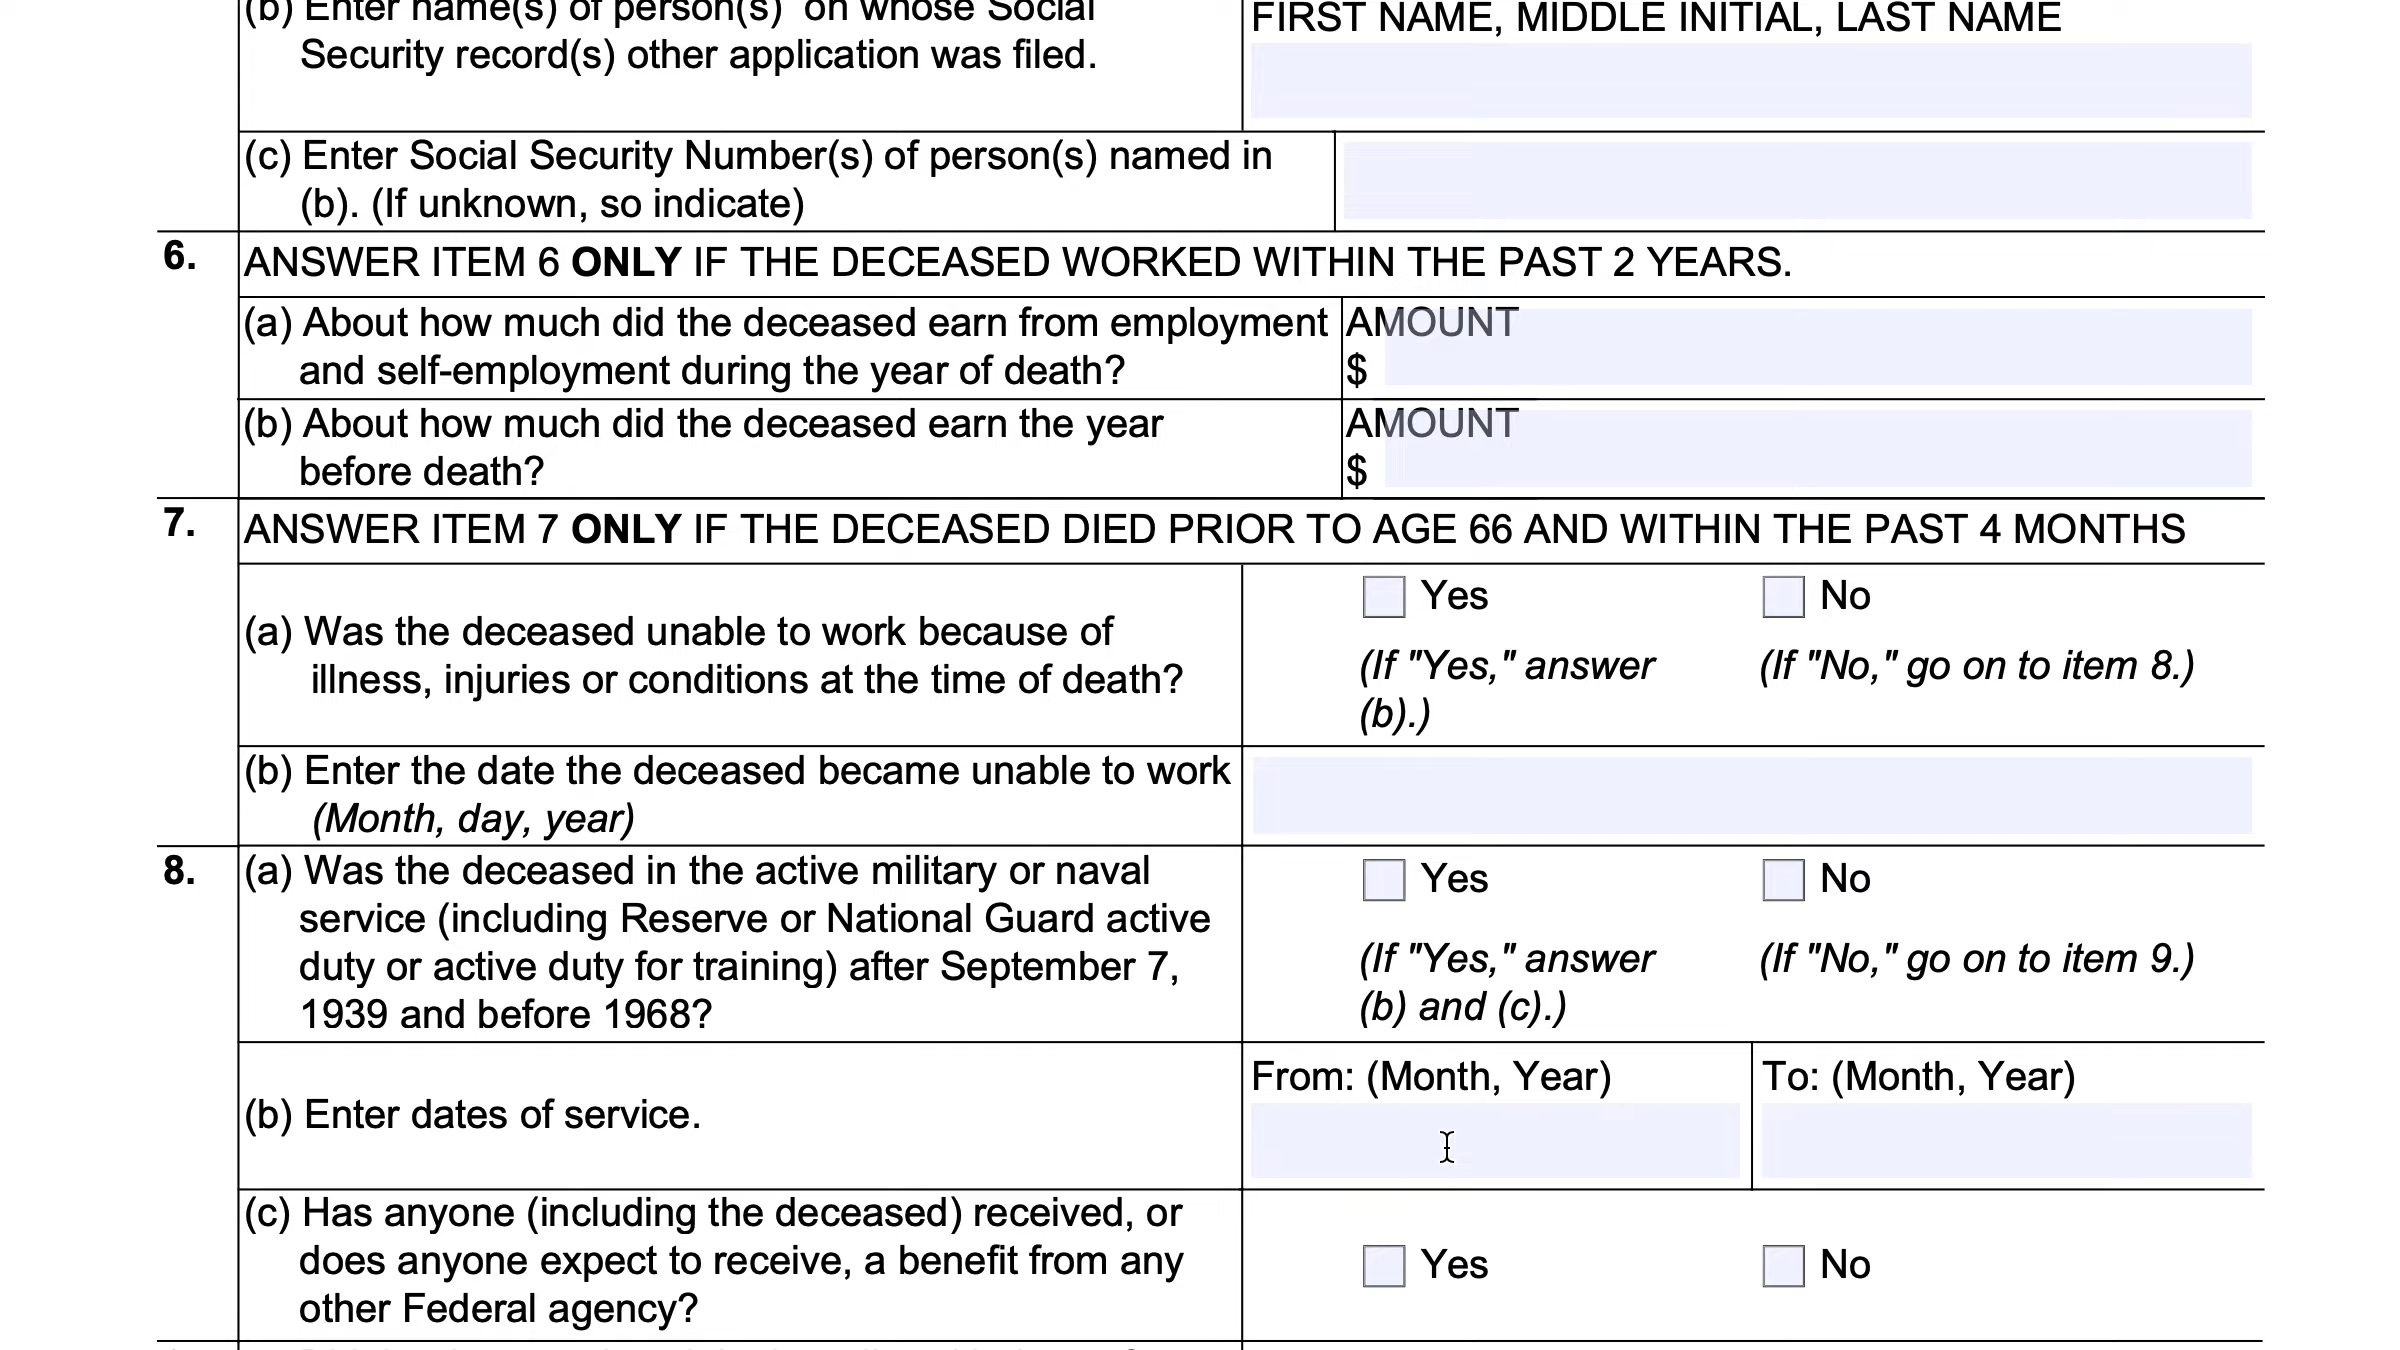 (b) Enter name(s) of person(s) on whose Social
Security record(s) other application was filed.
FIRST NAME, MIDDLE INITIAL, LAST NAME
(c) Enter Social Security Number(s) of person(s) named in
(b). (If unknown, so indicate)
6. ANSWER ITEM 6 ONLY IF THE DECEASED WORKED WITHIN THE PAST 2 YEARS.
(a) About how much did the deceased earn from employment
and self-employment during the year of death?
AMOUNT
$
(b) About how much did the deceased earn the year
before death?
AMOUNT
$
7. ANSWER ITEM 7 ONLY IF THE DECEASED DIED PRIOR TO AGE 66 AND WITHIN THE PAST 4 MONTHS
(a) Was the deceased unable to work because of
illness, injuries or conditions at the time of death?
Yes
(If "Yes," answer
(b).)
No
(If "No," go on to item 8.)
(b) Enter the date the deceased became unable to work
(Month, day, year)
8. (a) Was the deceased in the active military or naval
service (including Reserve or National Guard active
duty or active duty for training) after September 7,
1939 and before 1968?
Yes
(If "Yes," answer
(b) and (c).)
No
(If "No," go on to item 9.)
(b) Enter dates of service.
From: (Month, Year)
To: (Month, Year)
(c) Has anyone (including the deceased) received, or
does anyone expect to receive, a benefit from any
other Federal agency?
Yes
No